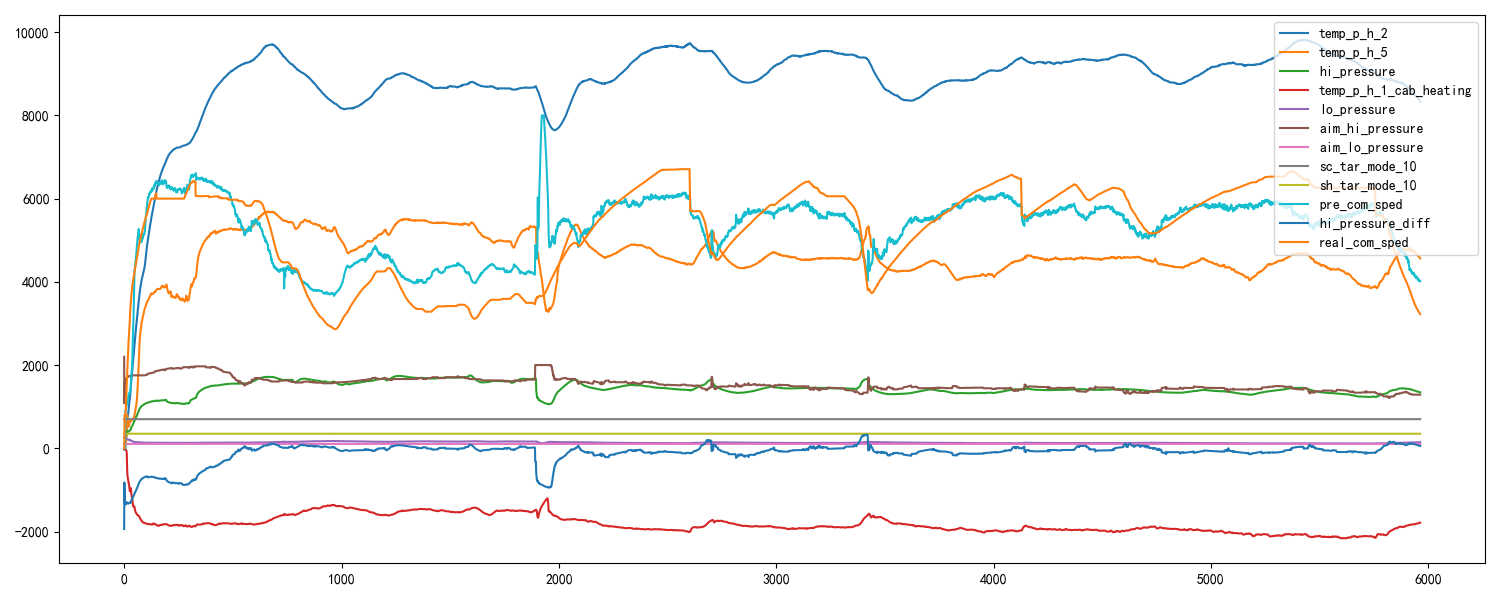 10000
8000
6000
4000
2000
0
−2000
0 1000 2000 3000 4000 5000 6000
temp_p_h_2
temp_p_h_5
hi_pressure
temp_p_h_1_cab_heating
lo_pressure
aim_hi_pressure
aim_lo_pressure
sc_tar_mode_10
sh_tar_mode_10
pre_com_sped
hi_pressure_diff
real_com_sped